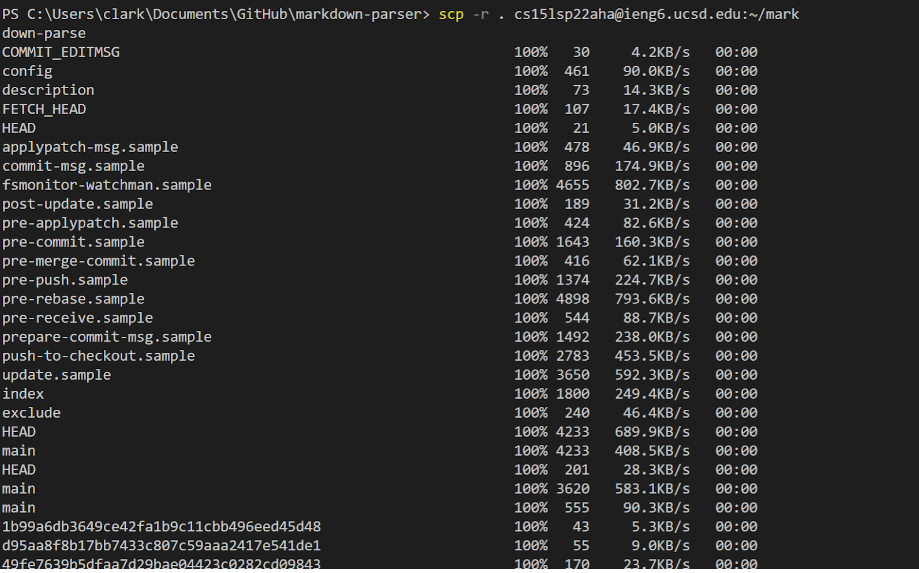 PS C:\Users\clark\Documents\GitHub\markdown-parser> scp -r . cs15lsp22aha@ieng6.ucsd.edu:~/mark
down-parse
COMMIT_EDITMSG 100% 30 4.2KB/s 00:00
config 100% 461 90.0KB/s 00:00
description 100% 73 14.3KB/s 00:00
FETCH_HEAD 100% 107 17.4KB/s 00:00
HEAD 100% 21 5.0KB/s 00:00
applypatch-msg.sample 100% 478 46.9KB/s 00:00
commit-msg.sample 100% 896 174.9KB/s 00:00
fsmonitor-watchman.sample 100% 4655 802.7KB/s 00:00
post-update.sample 100% 189 31.2KB/s 00:00
pre-applypatch.sample 100% 424 82.6KB/s 00:00
pre-commit.sample 100% 1643 160.3KB/s 00:00
pre-merge-commit.sample 100% 416 62.1KB/s 00:00
pre-push.sample 100% 1374 224.7KB/s 00:00
pre-rebase.sample 100% 4898 793.6KB/s 00:00
pre-receive.sample 100% 544 88.7KB/s 00:00
prepare-commit-msg.sample 100% 1492 238.0KB/s 00:00
push-to-checkout.sample 100% 2783 453.5KB/s 00:00
update.sample 100% 3650 592.3KB/s 00:00
index 100% 1800 249.4KB/s 00:00
exclude 100% 240 46.4KB/s 00:00
HEAD 100% 4233 689.9KB/s 00:00
main 100% 4233 408.5KB/s 00:00
HEAD 100% 201 28.3KB/s 00:00
main 100% 3620 583.1KB/s 00:00
main 100% 555 90.3KB/s 00:00
1b99a6db3649ce42fa1b9c11cbb496eed45d48 100% 43 5.3KB/s 00:00
d95aa8f8b17bb7433c807c59aaa2417e541de1 100% 55 9.0KB/s 00:00
49fe7639b5dfaa7d29bae04423c0282cd09843 100% 170 23.7KB/s 00:00